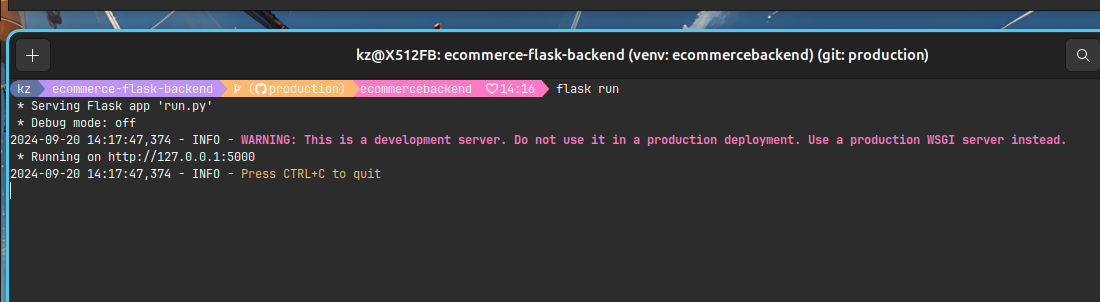 kz@X512FB: ecommerce-flask-backend (venv: ecommercebackend) (git: production)
kz ecommerce-flask-backend (production) ecommercebackend ♡14:16 flask run
* Serving Flask app 'run.py'
* Debug mode: off
2024-09-20 14:17:47,374 - INFO - WARNING: This is a development server. Do not use it in a production deployment. Use a production WSGI server instead.
* Running on http://127.0.0.1:5000
2024-09-20 14:17:47,374 - INFO - Press CTRL+C to quit